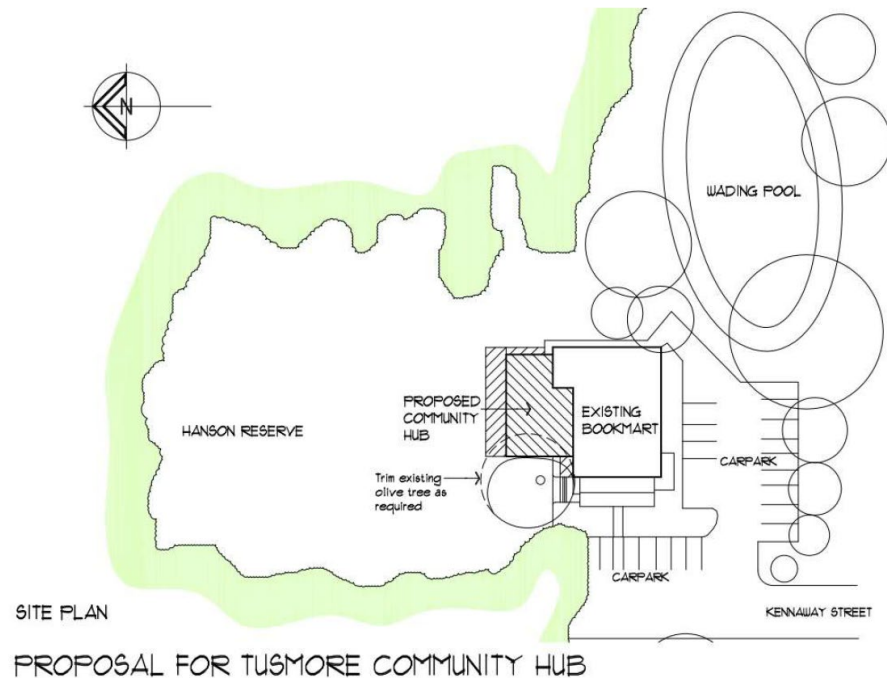 N
WADING POOL
PROPOSED
COMMUNITY
HUB
EXISTING
BOOKMART
HANSON RESERVE
CARPARK
Trim existing
olive tree as
required
CARPARK
SITE PLAN
KENNAWAY STREET
PROPOSAL FOR TUSMORE COMMUNITY HUB